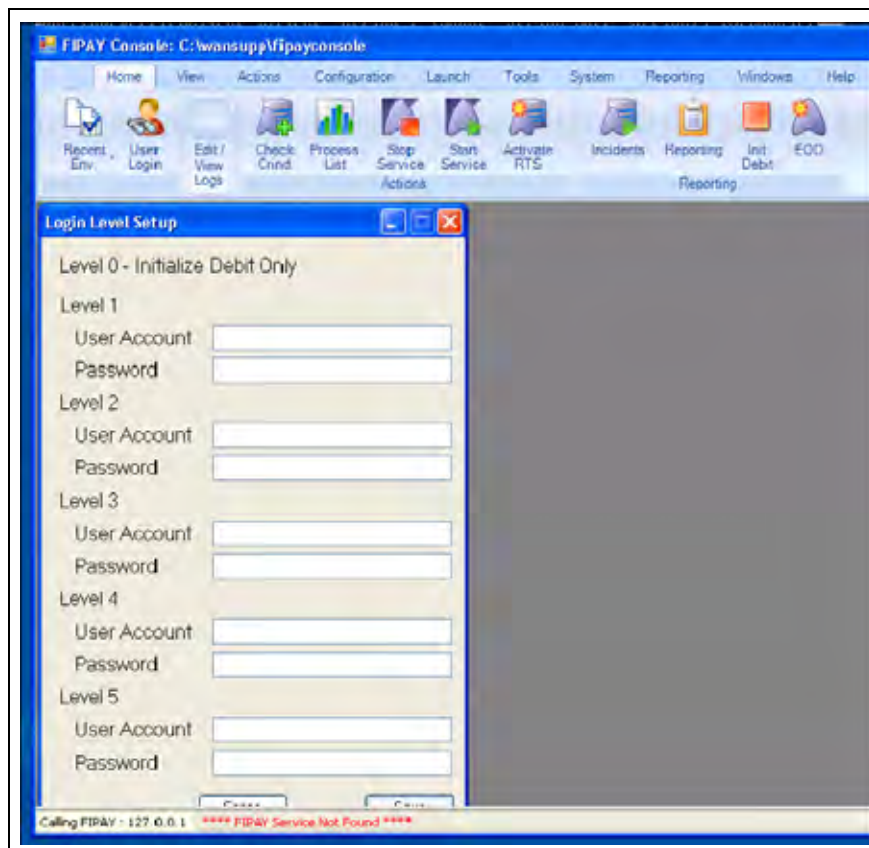 FIPAY Console: C:\wansupp\fipayconsole
Home View Actions Configuration Launch Tools System Reporting Windows Help
Recent Env. User Login Edit / View Logs Check Cmnd Process List Stop Service Start Service Activate RTS Incidents Reporting Init Debit EOD
Actions Reporting
Login Level Setup
Level 0 - Initialize Debit Only
Level 1
User Account
Password
Level 2
User Account
Password
Level 3
User Account
Password
Level 4
User Account
Password
Level 5
User Account
Password
Calling FIPAY : 127.0.0.1 **** FIPAY Service Not Found ****